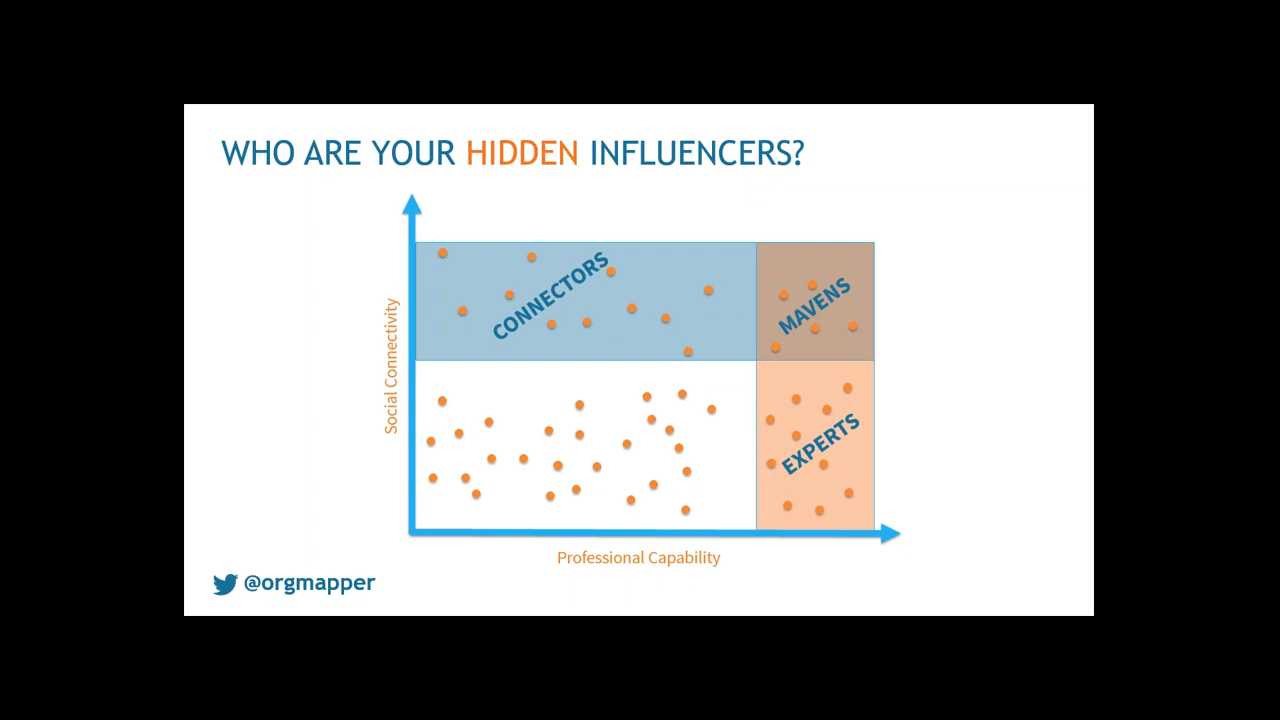 WHO ARE YOUR HIDDEN INFLUENCERS?
CONNECTORS
MAVENS
EXPERTS
Social Connectivity
Professional Capability
@orgmapper